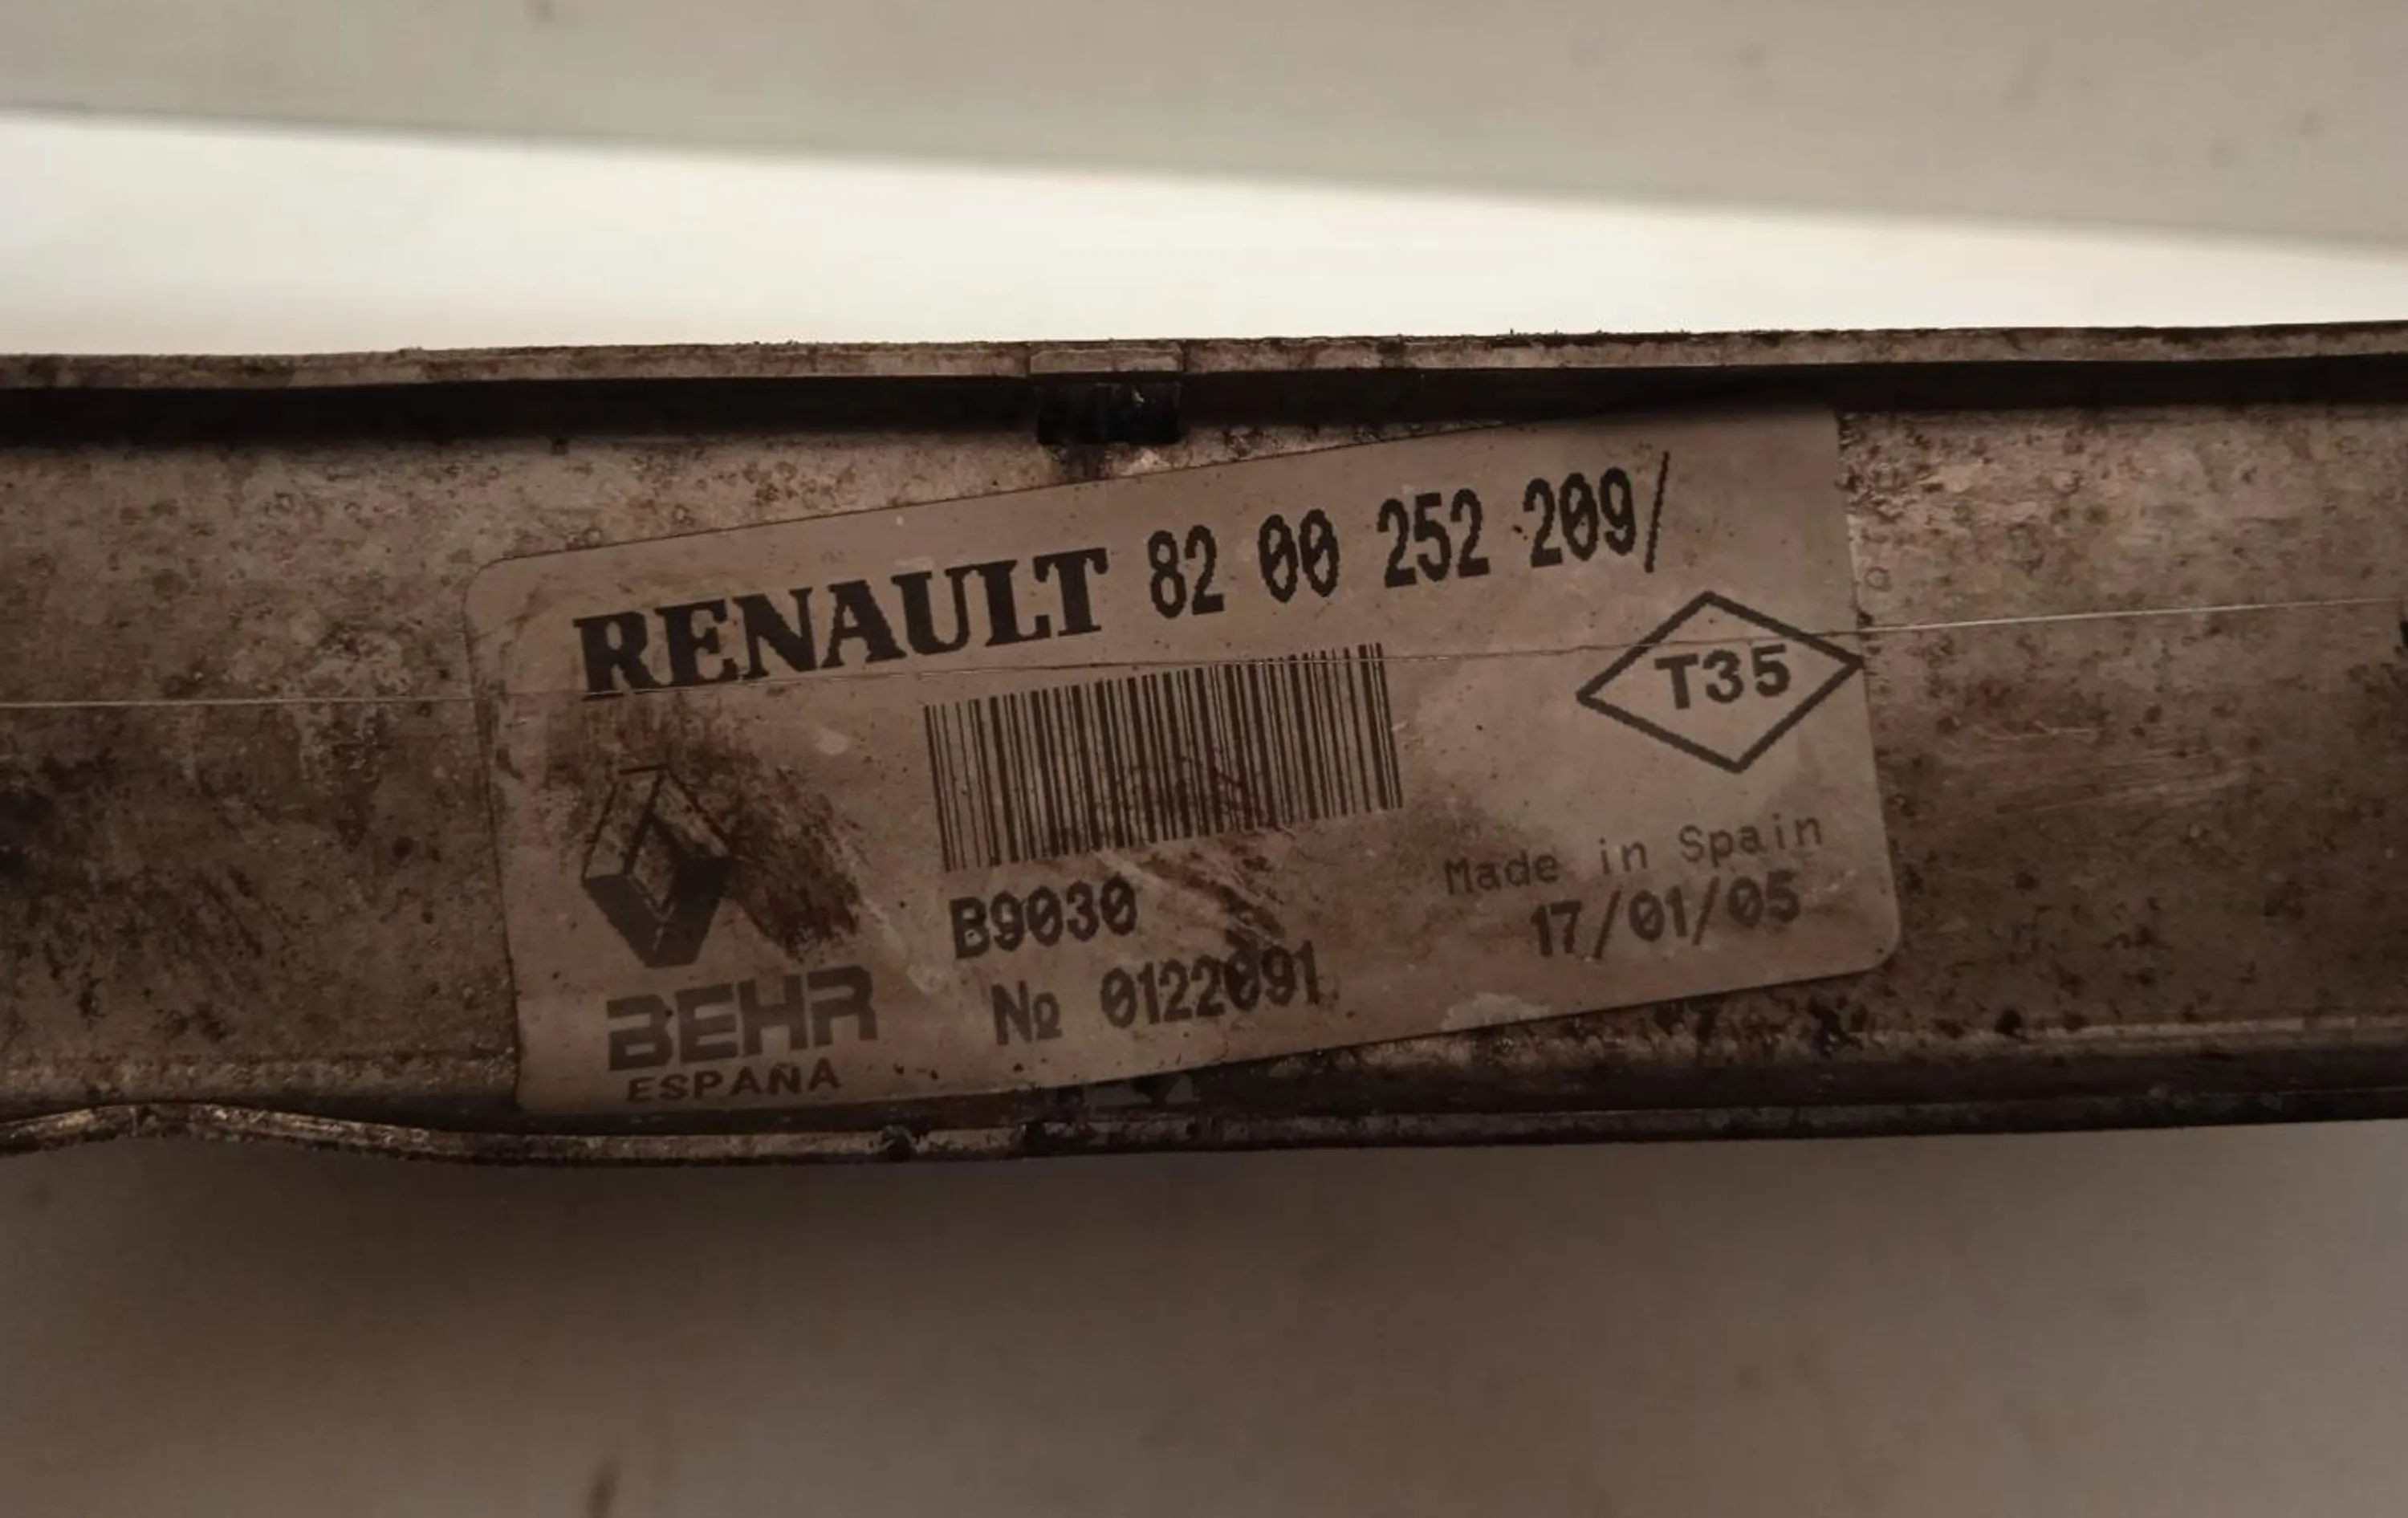 RENAULT 82 00 252 209/
T35
B9030
Made in Spain
17/01/05
№ 0122091
BEHR
ESPAÑA